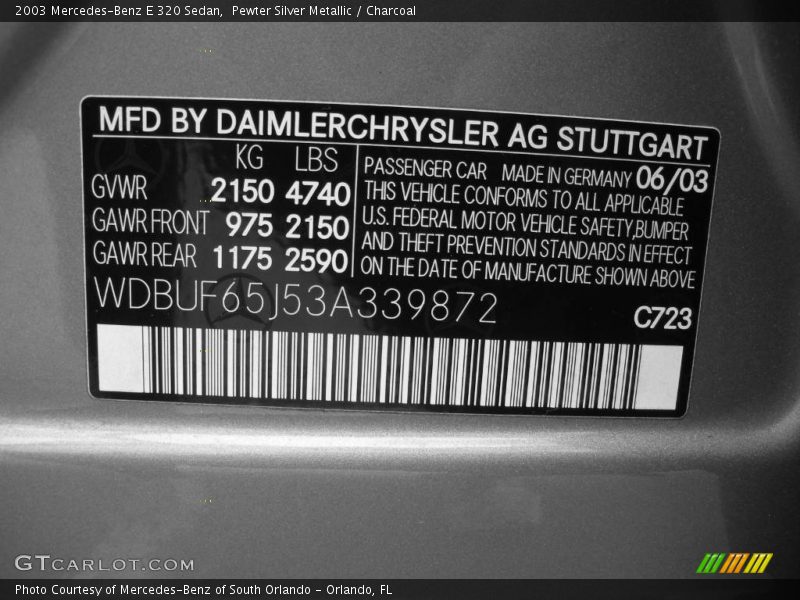 2003 Mercedes-Benz E 320 Sedan, Pewter Silver Metallic / Charcoal
MFD BY DAIMLERCHRYSLER AG STUTTGART
KG LBS
GVWR 2150 4740
GAWR FRONT 975 2150
GAWR REAR 1175 2590
PASSENGER CAR MADE IN GERMANY 06/03
THIS VEHICLE CONFORMS TO ALL APPLICABLE
U.S. FEDERAL MOTOR VEHICLE SAFETY,BUMPER
AND THEFT PREVENTION STANDARDS IN EFFECT
ON THE DATE OF MANUFACTURE SHOWN ABOVE
WDBUF65J53A339872
C723
GTCARLOT.COM
Photo Courtesy of Mercedes-Benz of South Orlando - Orlando, FL